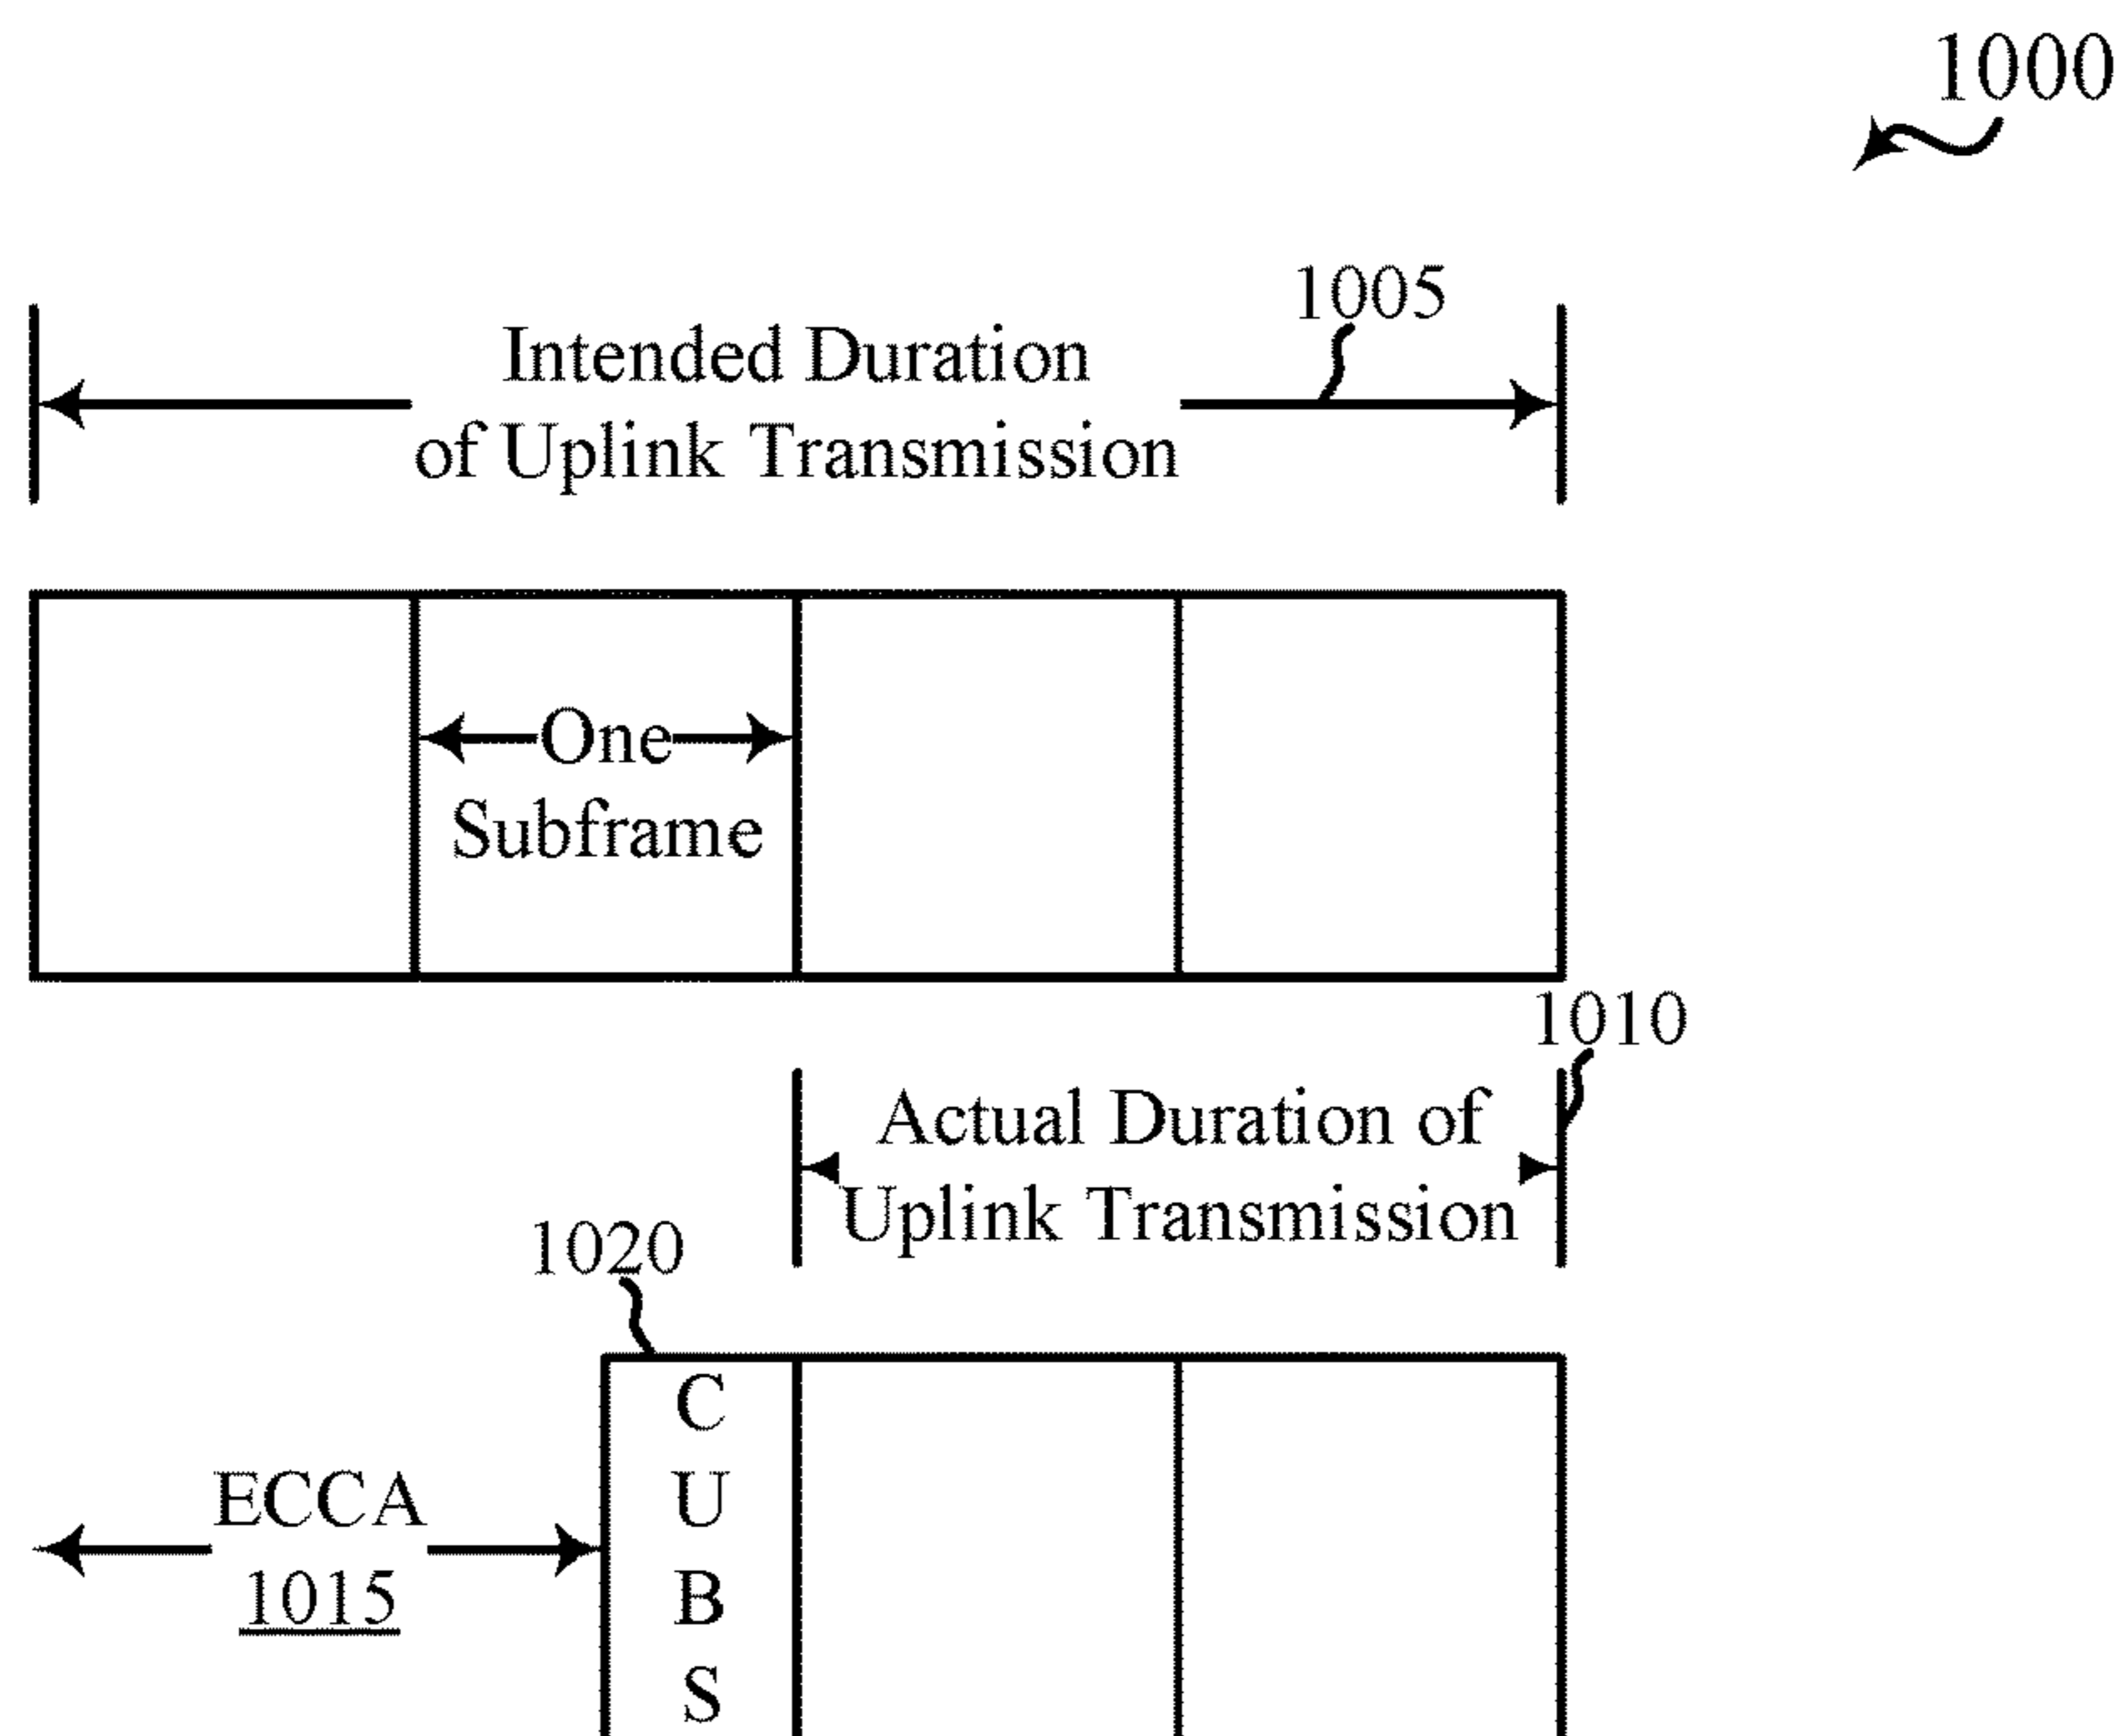 1000
1005
Intended Duration
of Uplink Transmission
One
Subframe
1010
Actual Duration of
Uplink Transmission
1020
C
U
B
S
ECCA
1015